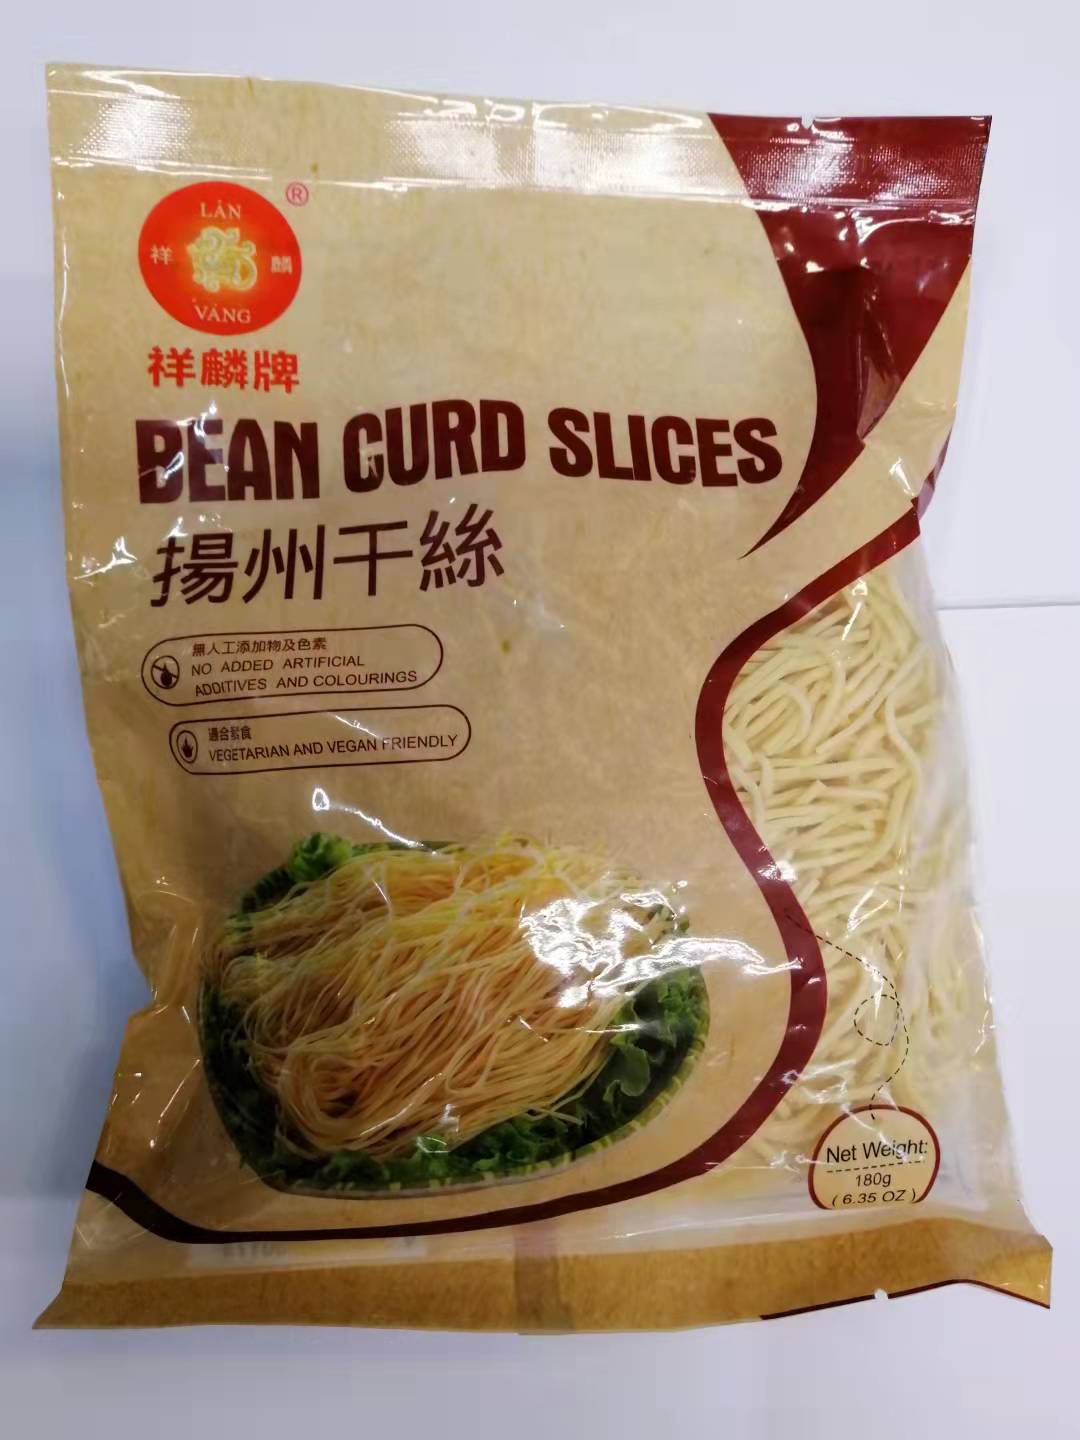 LÂN
®
祥 麟
VÀNG
祥麟牌
BEAN CURD SLICES
揚州干絲
無人工添加物及色素
NO ADDED ARTIFICIAL
ADDITIVES AND COLOURINGS
適合素食
VEGETARIAN AND VEGAN FRIENDLY
Net Weight:
180g
( 6.35 OZ )